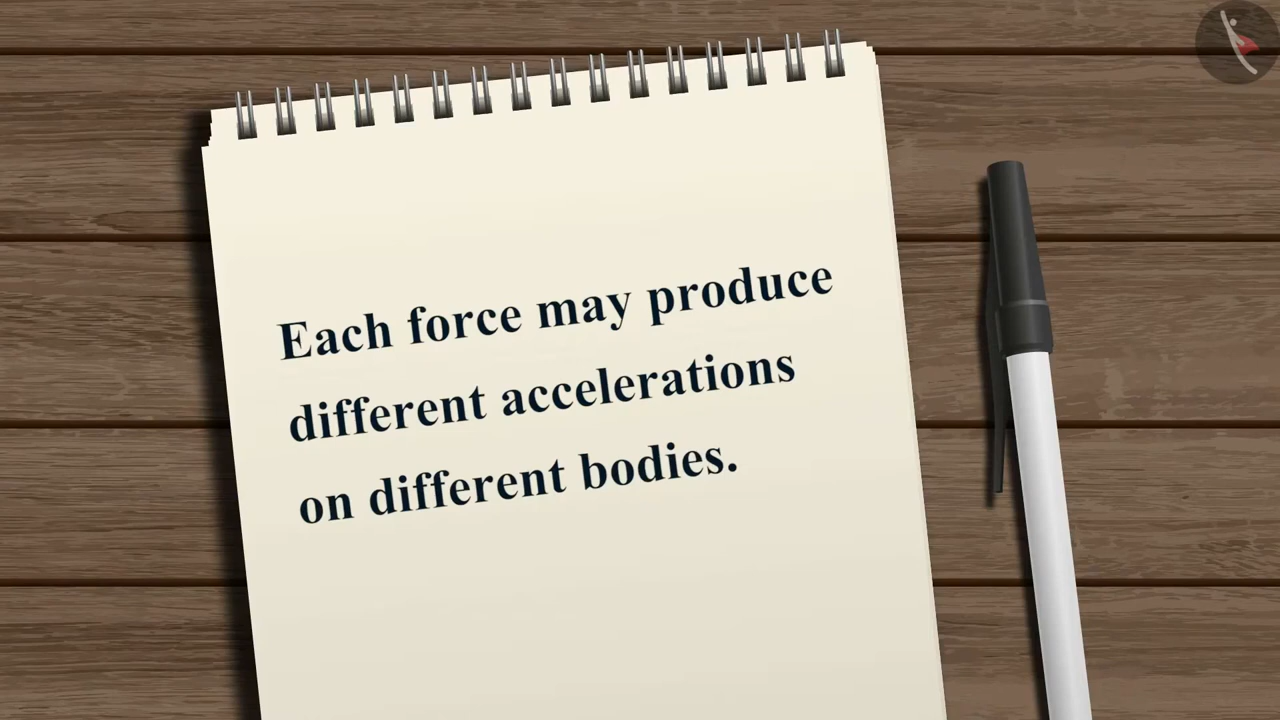 Each force may produce
different accelerations
on different bodies.